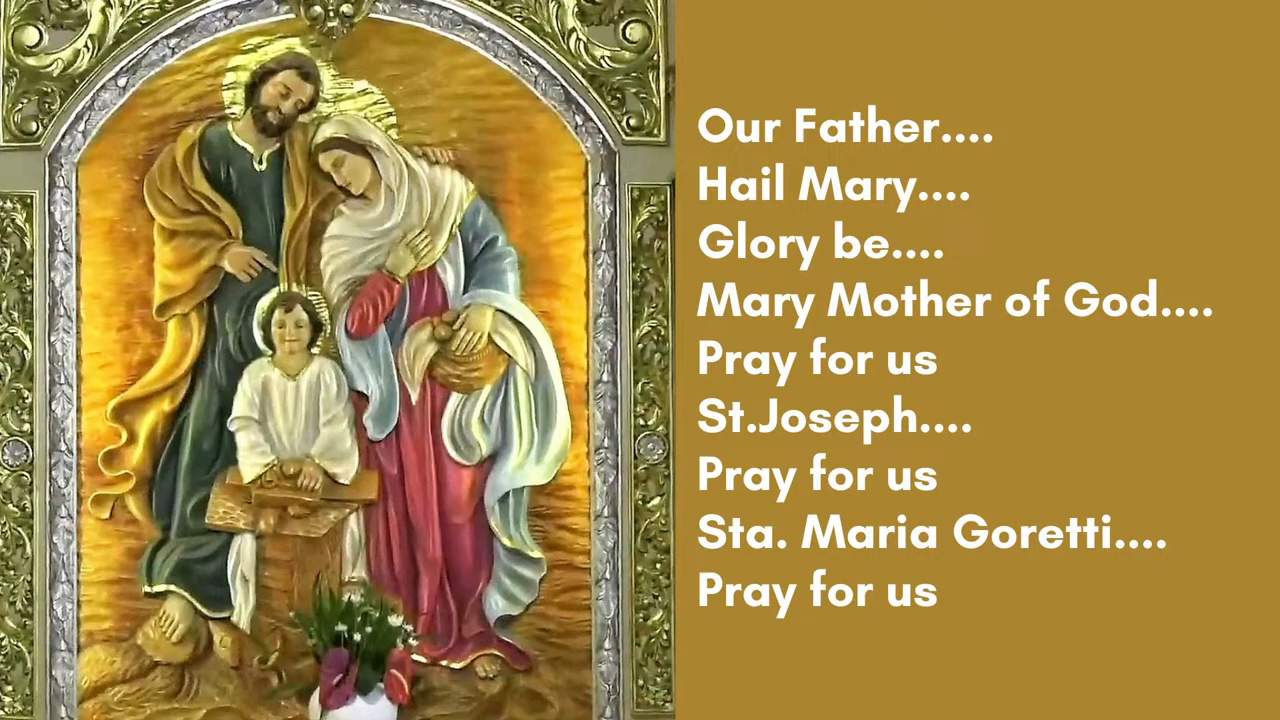 Our Father....
Hail Mary....
Glory be....
Mary Mother of God....
Pray for us
St.Joseph....
Pray for us
Sta. Maria Goretti....
Pray for us